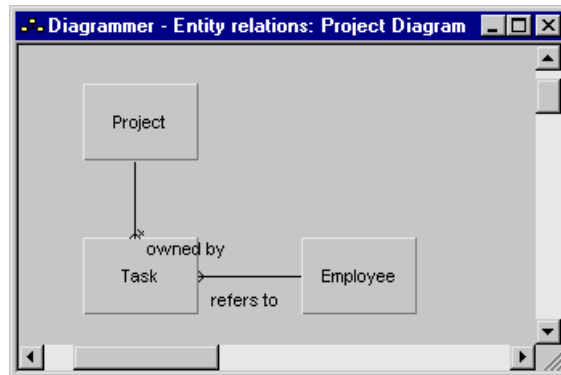 Diagrammer - Entity relations: Project Diagram
Project
owned by
Task
Employee
refers to